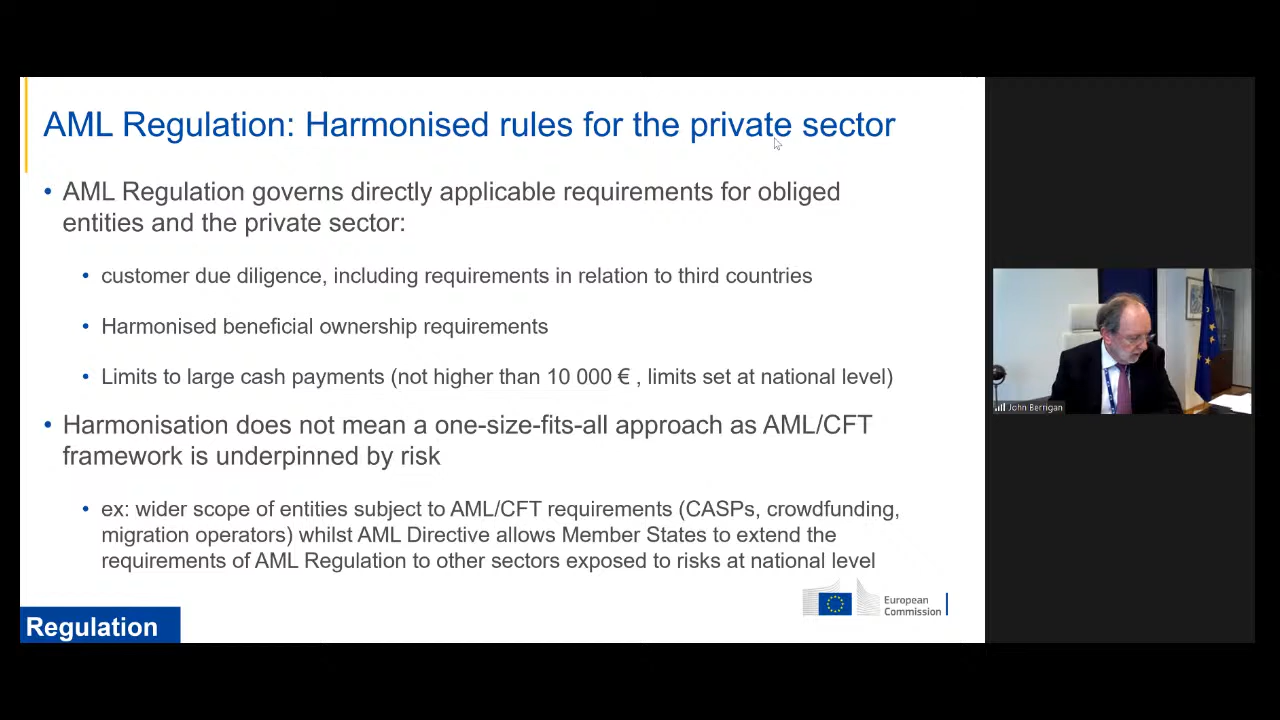 AML Regulation: Harmonised rules for the private sector
• AML Regulation governs directly applicable requirements for obliged
entities and the private sector:
• customer due diligence, including requirements in relation to third countries
• Harmonised beneficial ownership requirements
• Limits to large cash payments (not higher than 10 000 € , limits set at national level)
• Harmonisation does not mean a one-size-fits-all approach as AML/CFT
framework is underpinned by risk
• ex: wider scope of entities subject to AML/CFT requirements (CASPs, crowdfunding,
migration operators) whilst AML Directive allows Member States to extend the
requirements of AML Regulation to other sectors exposed to risks at national level
European
Commission
Regulation
John Berrigan